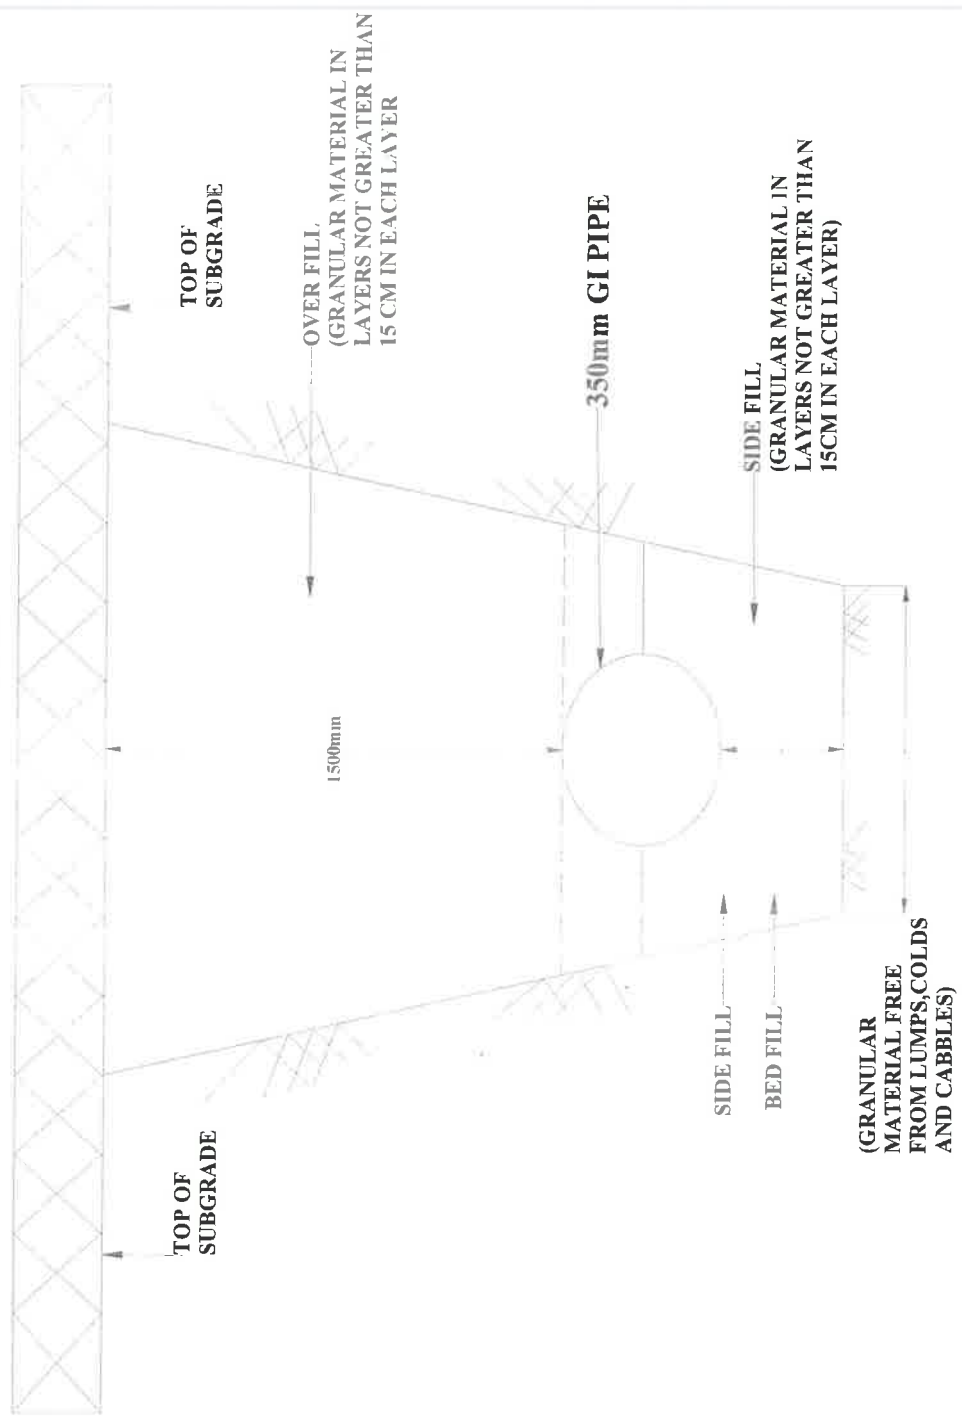 TOP OF
SUBGRADE
TOP OF
SUBGRADE
OVER FILL
(GRANULAR MATERIAL IN
LAYERS NOT GREATER THAN
15 CM IN EACH LAYER
1500mm
350mm GI PIPE
SIDE FILL
BED FILL
SIDE FILL
(GRANULAR MATERIAL IN
LAYERS NOT GREATER THAN
15CM IN EACH LAYER)
(GRANULAR
MATERIAL FREE
FROM LUMPS,COLDS
AND CABBLES)